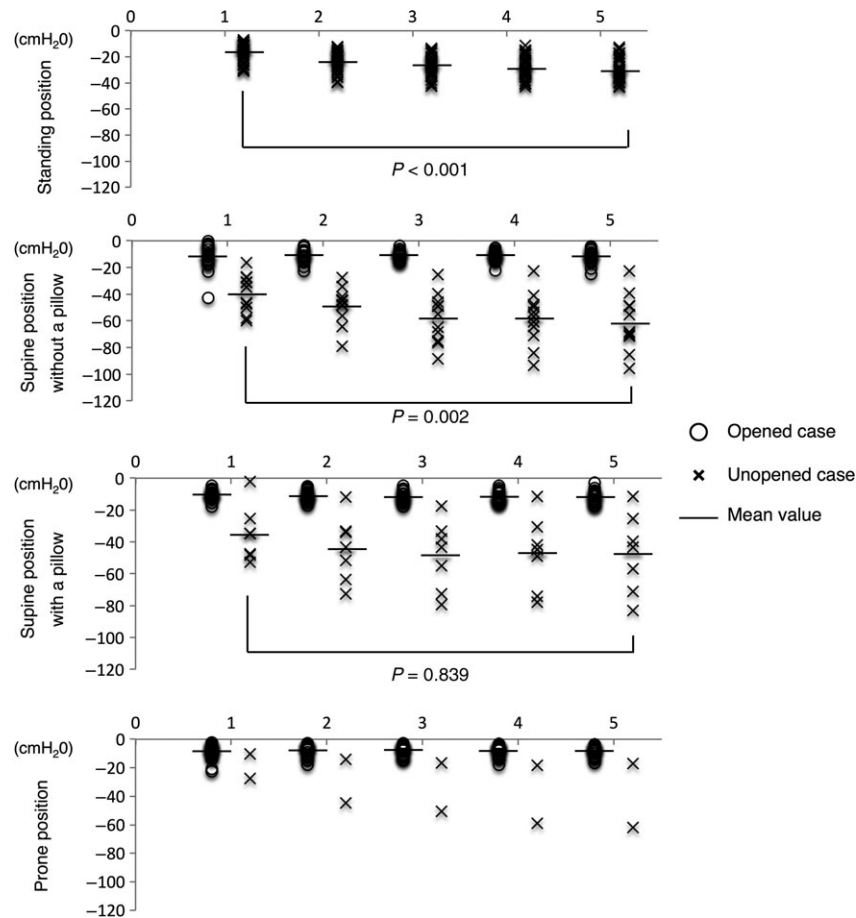 0 1 2 3 4 5
(cmH₂0)
0
−20
−40
−60
−80
−100
−120
Standing position
P < 0.001
0 1 2 3 4 5
(cmH₂0)
0
−20
−40
−60
−80
−100
−120
Supine position
without a pillow
P = 0.002
Opened case
Unopened case
Mean value
0 1 2 3 4 5
(cmH₂0)
0
−20
−40
−60
−80
−100
−120
Supine position
with a pillow
P = 0.839
0 1 2 3 4 5
(cmH₂0)
0
−20
−40
−60
−80
−100
−120
Prone position